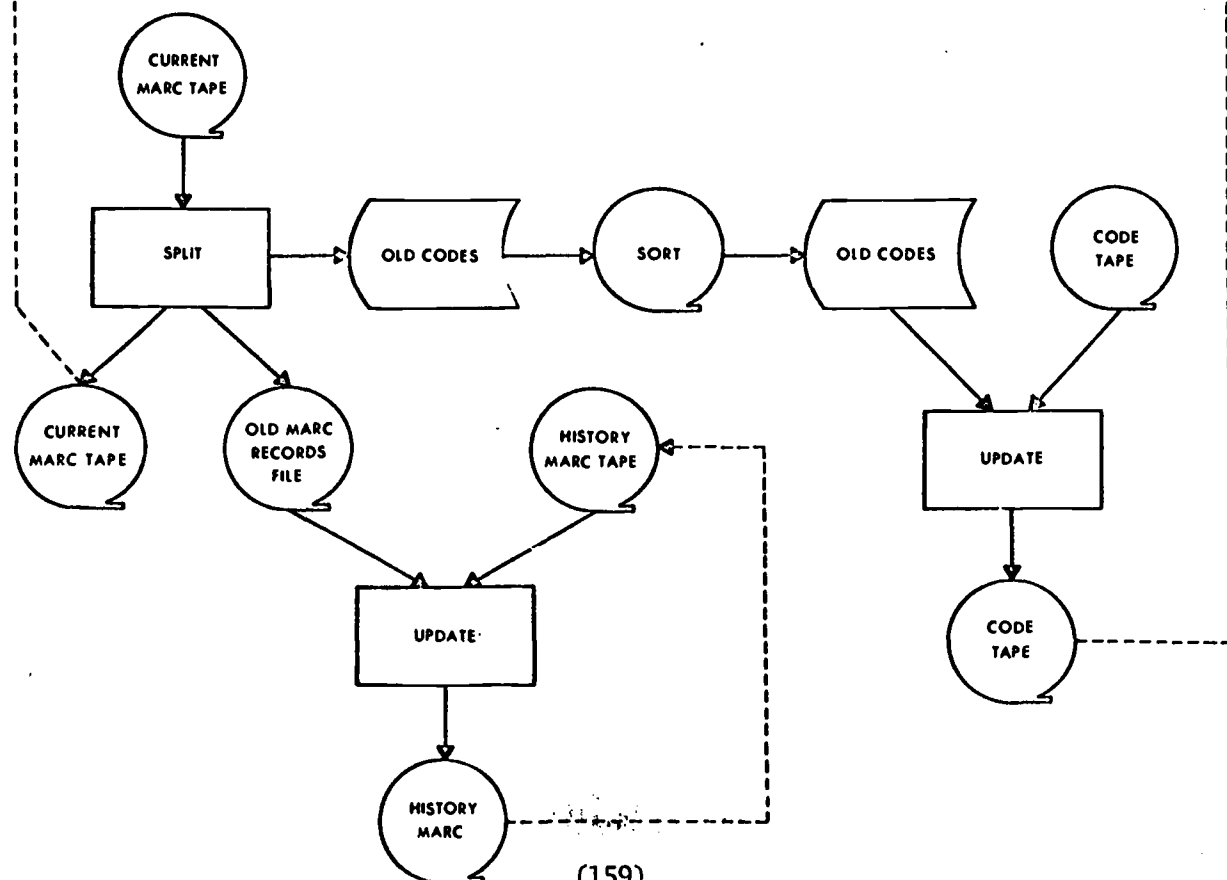 CURRENT
MARC TAPE
SPLIT
OLD CODES
SORT
OLD CODES
CODE
TAPE
CURRENT
MARC TAPE
OLD MARC
RECORDS
FILE
HISTORY
MARC TAPE
UPDATE
UPDATE
CODE
TAPE
HISTORY
MARC
(159)